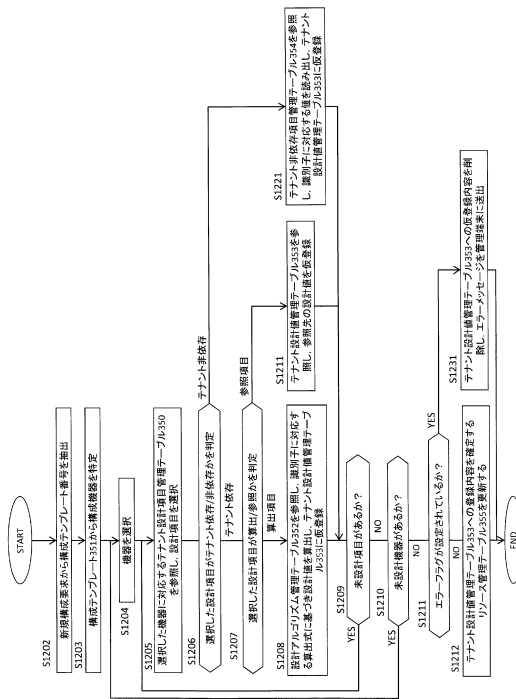 START
S1202
新規構成要求から構成テンプレート番号を抽出
S1203
構成テンプレート351から構成機器を特定
S1204
機器を選択
S1205
選択した機器に対応するテナント設計項目管理テーブル350
を参照し、設計項目を選択
S1206
選択した設計項目がテナント依存/非依存かを判定
テナント非依存
テナント依存
S1207
選択した設計項目が算出/参照かを判定
参照項目
算出項目
S1208
設計アルゴリズム管理テーブル352を参照し、識別子に対応す
る算出式に基づき設計値を算出し、テナント設計値管理テーブ
ル353に仮登録
S1211
テナント設計値管理テーブル353を参
照し、参照先の設計値を仮登録
S1221
テナント非依存項目管理テーブル354を参照
し、識別子に対応する値を読み出し、テナント
設計値管理テーブル353に仮登録
S1209
未設計項目があるか?
YES
NO
S1210
未設計機器があるか?
YES
NO
S1211
エラーフラグが設定されているか?
YES
NO
S1212
テナント設計値管理テーブル353への登録内容を確定する
リソース管理テーブル355を更新する
S1231
テナント設計値管理テーブル353への仮登録内容を削
除し、エラーメッセージを管理端末に送出
END